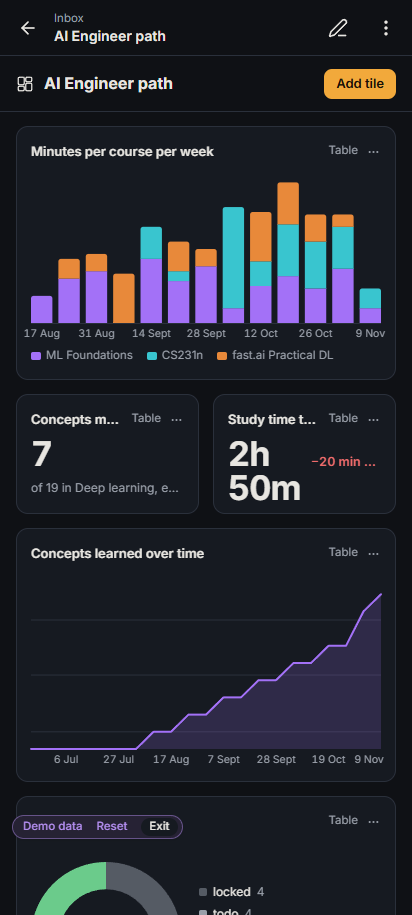 Inbox
AI Engineer path
AI Engineer path
Add tile
Minutes per course per week
Table ...
17 Aug 31 Aug 14 Sept 28 Sept 12 Oct 26 Oct 9 Nov
ML Foundations CS231n fast.ai Practical DL
Concepts m... Table ...
7
of 19 in Deep learning, e...
Study time t... Table ...
2h
50m
−20 min ...
Concepts learned over time
Table ...
6 Jul 27 Jul 17 Aug 7 Sept 28 Sept 19 Oct 9 Nov
Table ...
Demo data Reset Exit
locked 4
todo 4